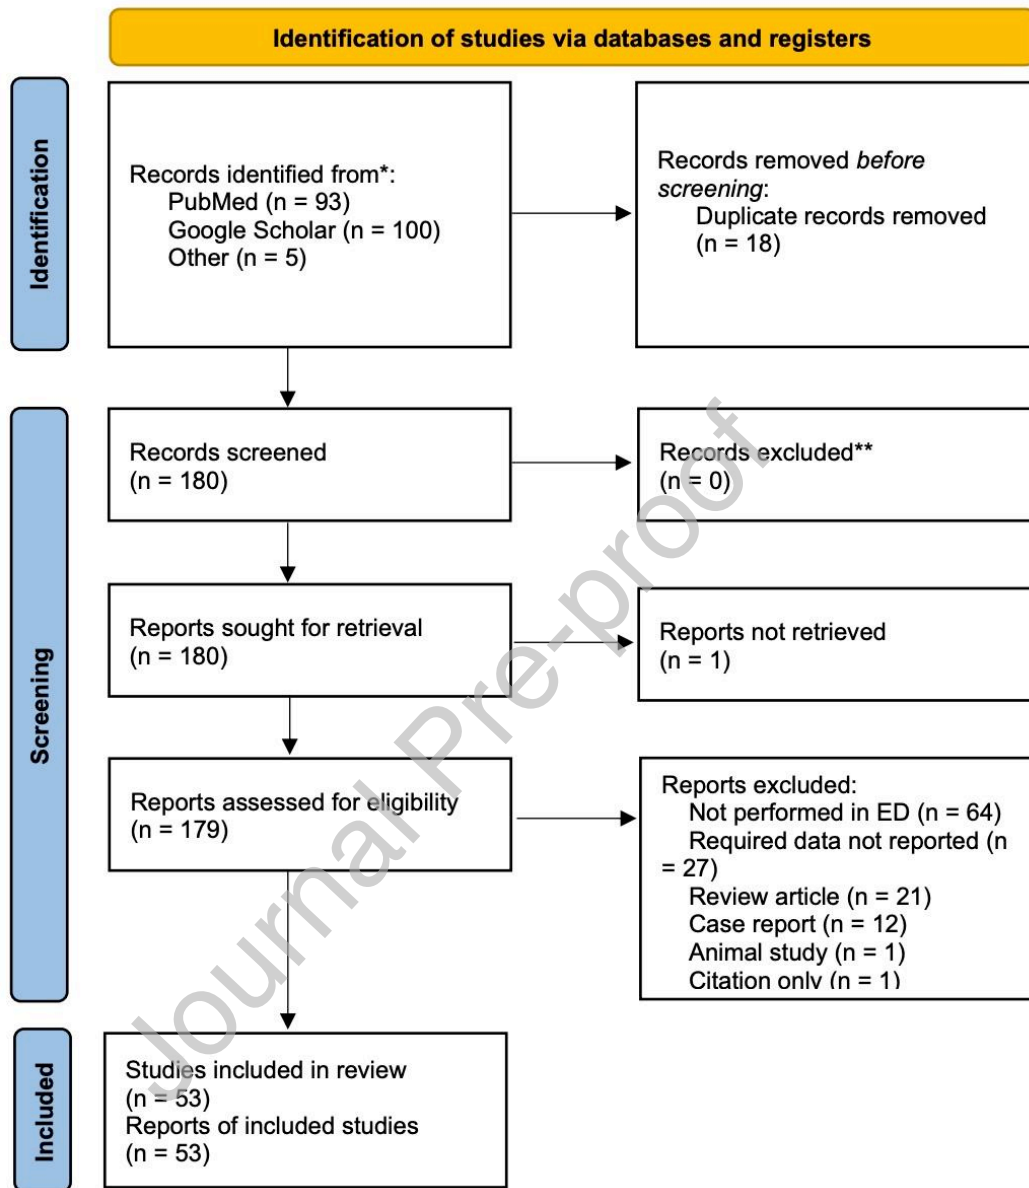 Identification of studies via databases and registers
Identification
Records identified from*:
PubMed (n = 93)
Google Scholar (n = 100)
Other (n = 5)
Records removed before
screening:
Duplicate records removed
(n = 18)
Screening
Records screened
(n = 180)
Records excluded**
(n = 0)
Reports sought for retrieval
(n = 180)
Reports not retrieved
(n = 1)
Reports assessed for eligibility
(n = 179)
Reports excluded:
Not performed in ED (n = 64)
Required data not reported (n
= 27)
Review article (n = 21)
Case report (n = 12)
Animal study (n = 1)
Citation only (n = 1)
Included
Studies included in review
(n = 53)
Reports of included studies
(n = 53)
Journal Pre-proof